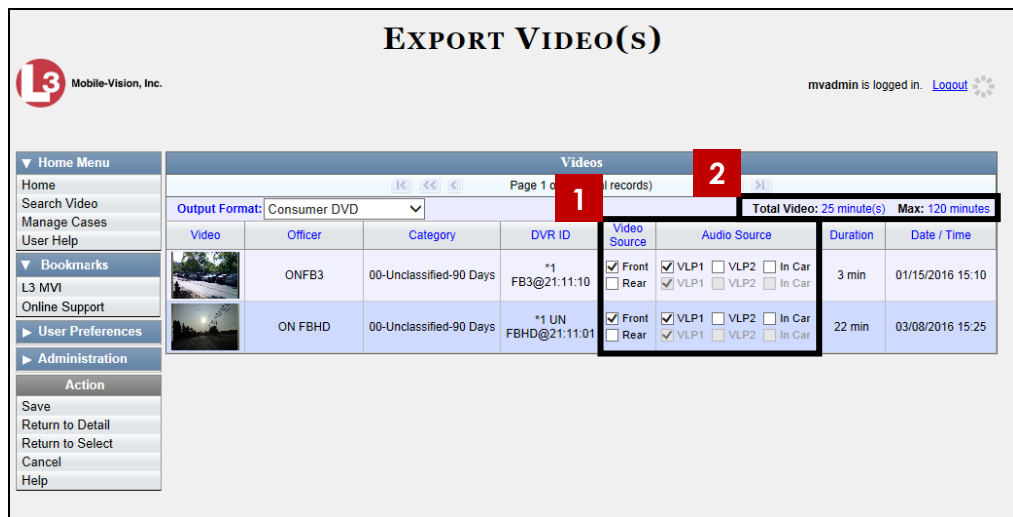 EXPORT VIDEO(S)
L3 Mobile-Vision, Inc.
mvadmin is logged in. Logout
▼ Home Menu
Home
Search Video
Manage Cases
User Help
▼ Bookmarks
L3 MVI
Online Support
▶ User Preferences
▶ Administration
Action
Save
Return to Detail
Return to Select
Cancel
Help
Videos
Page 1 records)
1
2
Output Format: Consumer DVD
Total Video: 25 minute(s) Max: 120 minutes
Video Officer Category DVR ID Video Source Audio Source Duration Date / Time
ONFB3 00-Unclassified-90 Days *1 FB3@21:11:10 Front VLP1 VLP2 In Car 3 min 01/15/2016 15:10
Rear VLP1 VLP2 In Car
ON FBHD 00-Unclassified-90 Days *1 UN FBHD@21:11:01 Front VLP1 VLP2 In Car 22 min 03/08/2016 15:25
Rear VLP1 VLP2 In Car